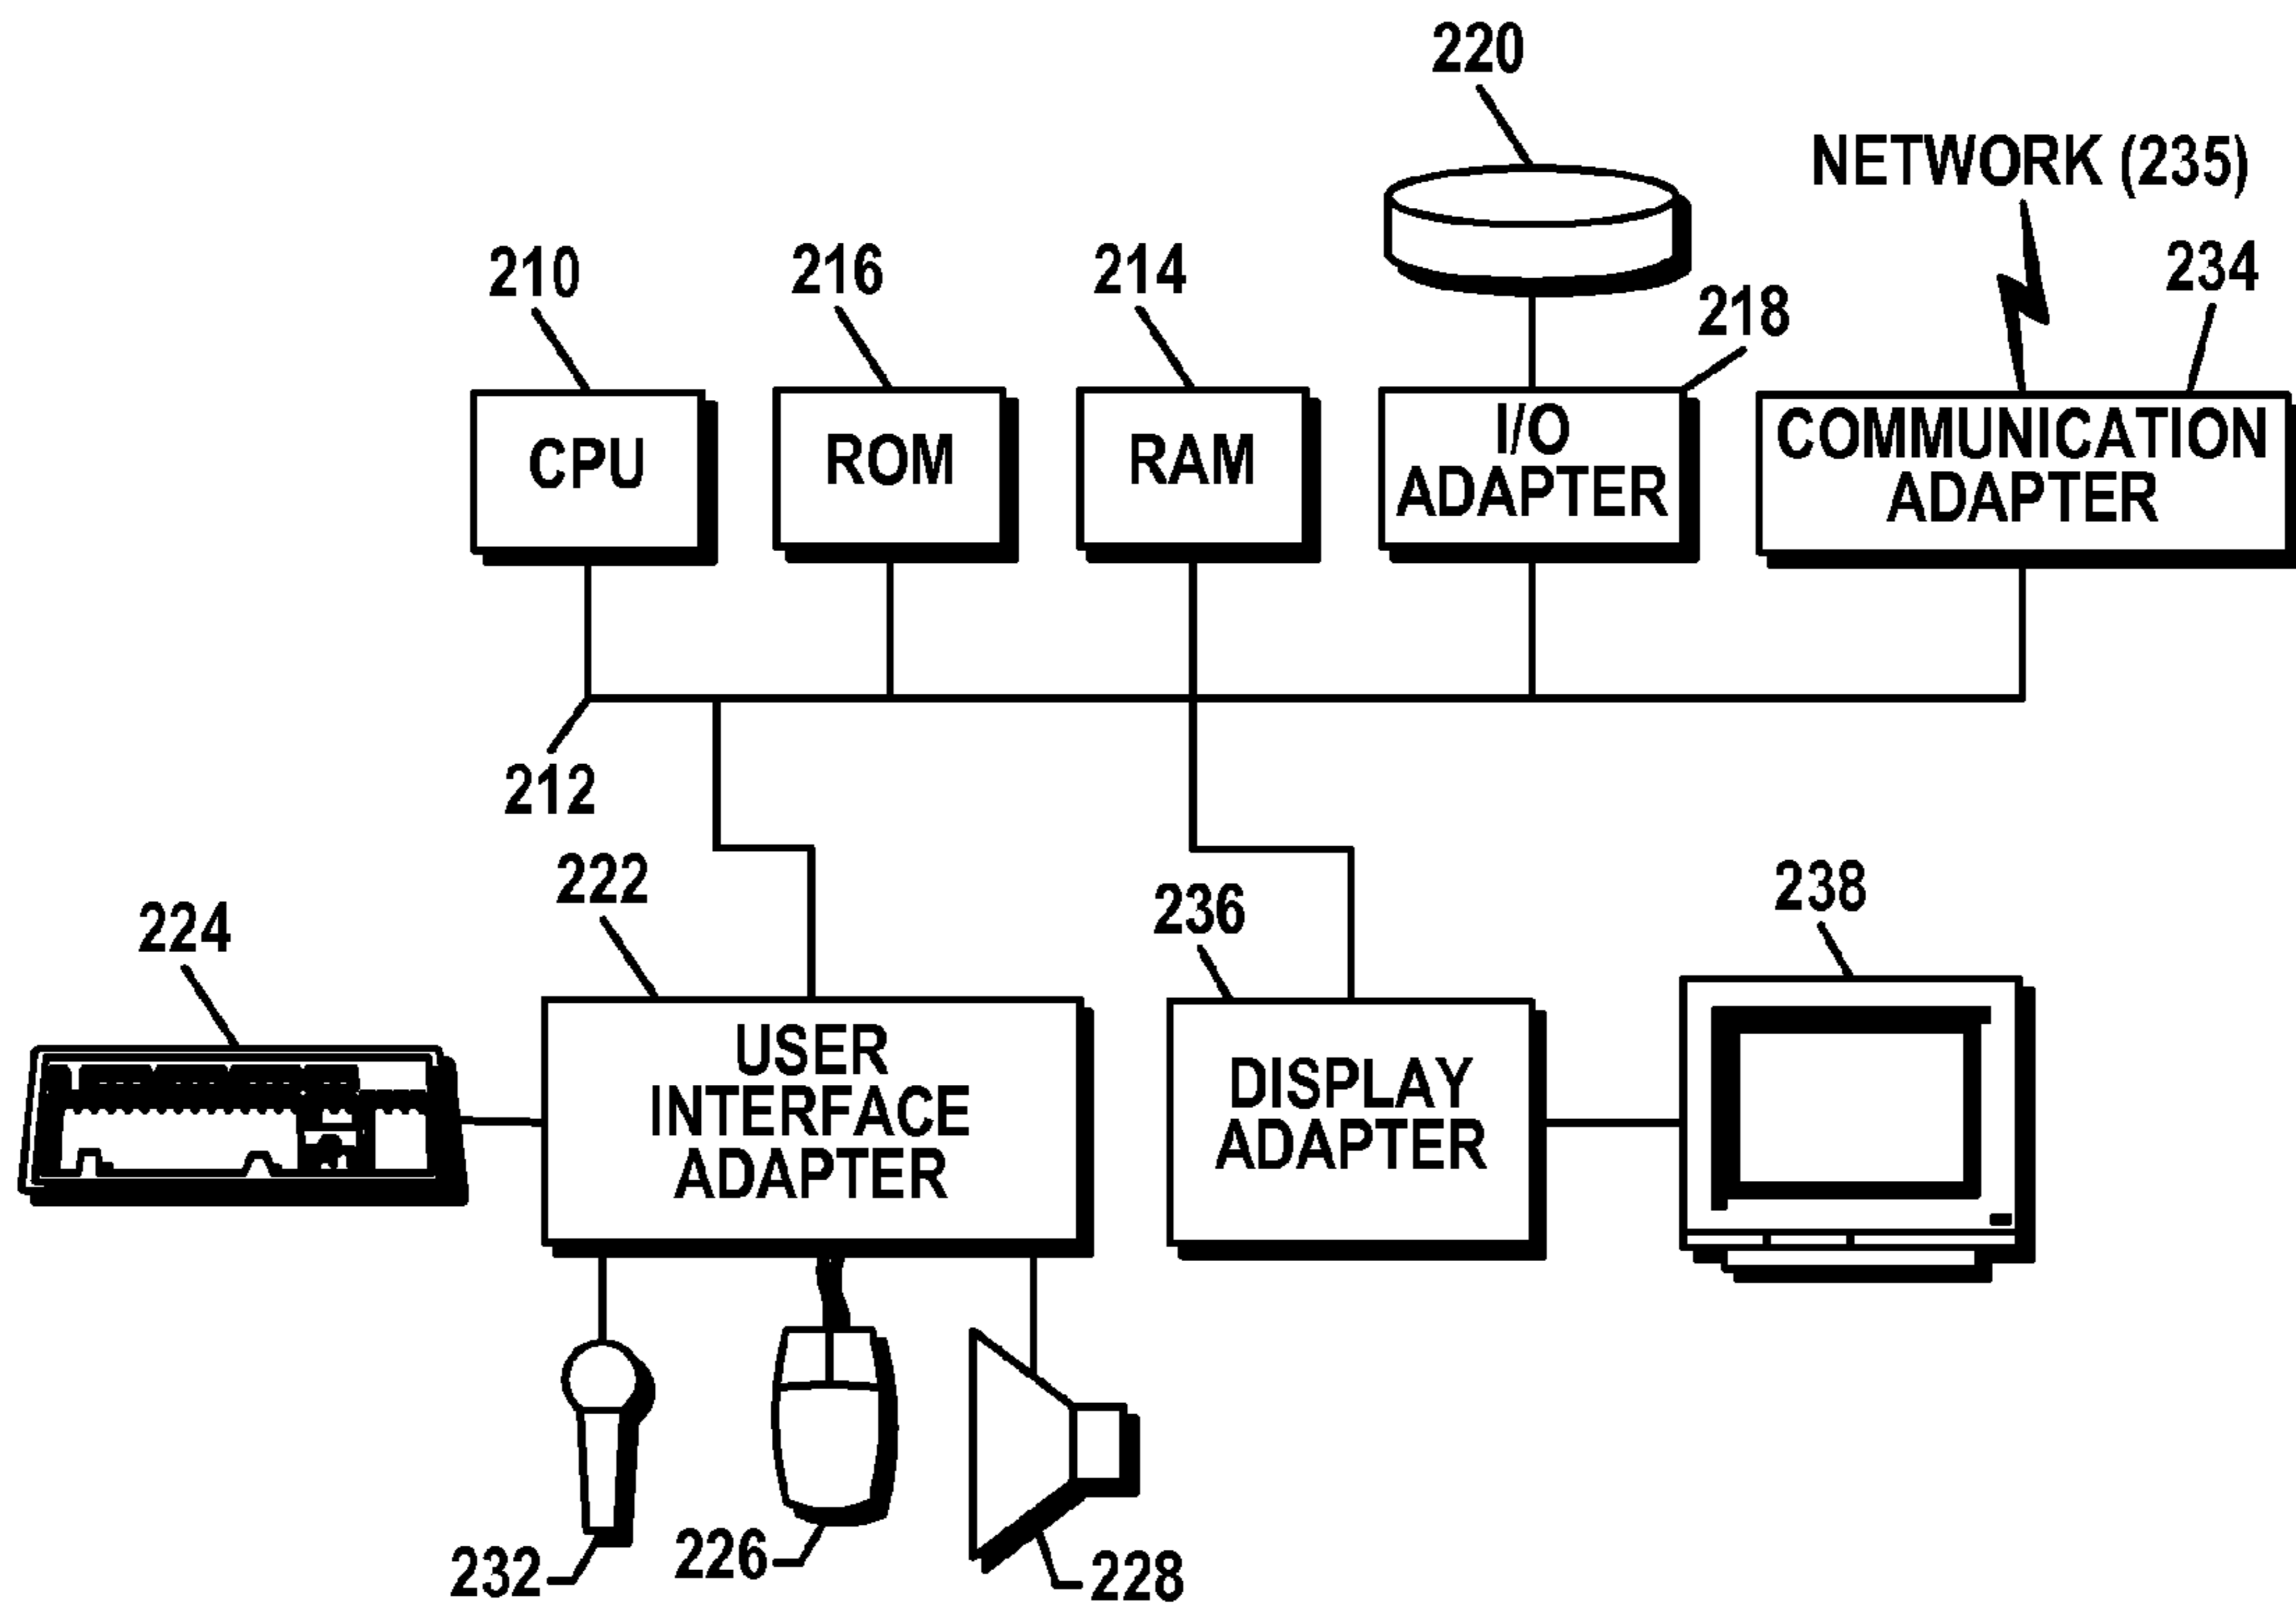 220
NETWORK (235)
210
216
214
218
234
CPU
ROM
RAM
I/O
ADAPTER
COMMUNICATION
ADAPTER
212
222
224
236
238
USER
INTERFACE
ADAPTER
DISPLAY
ADAPTER
232
226
228